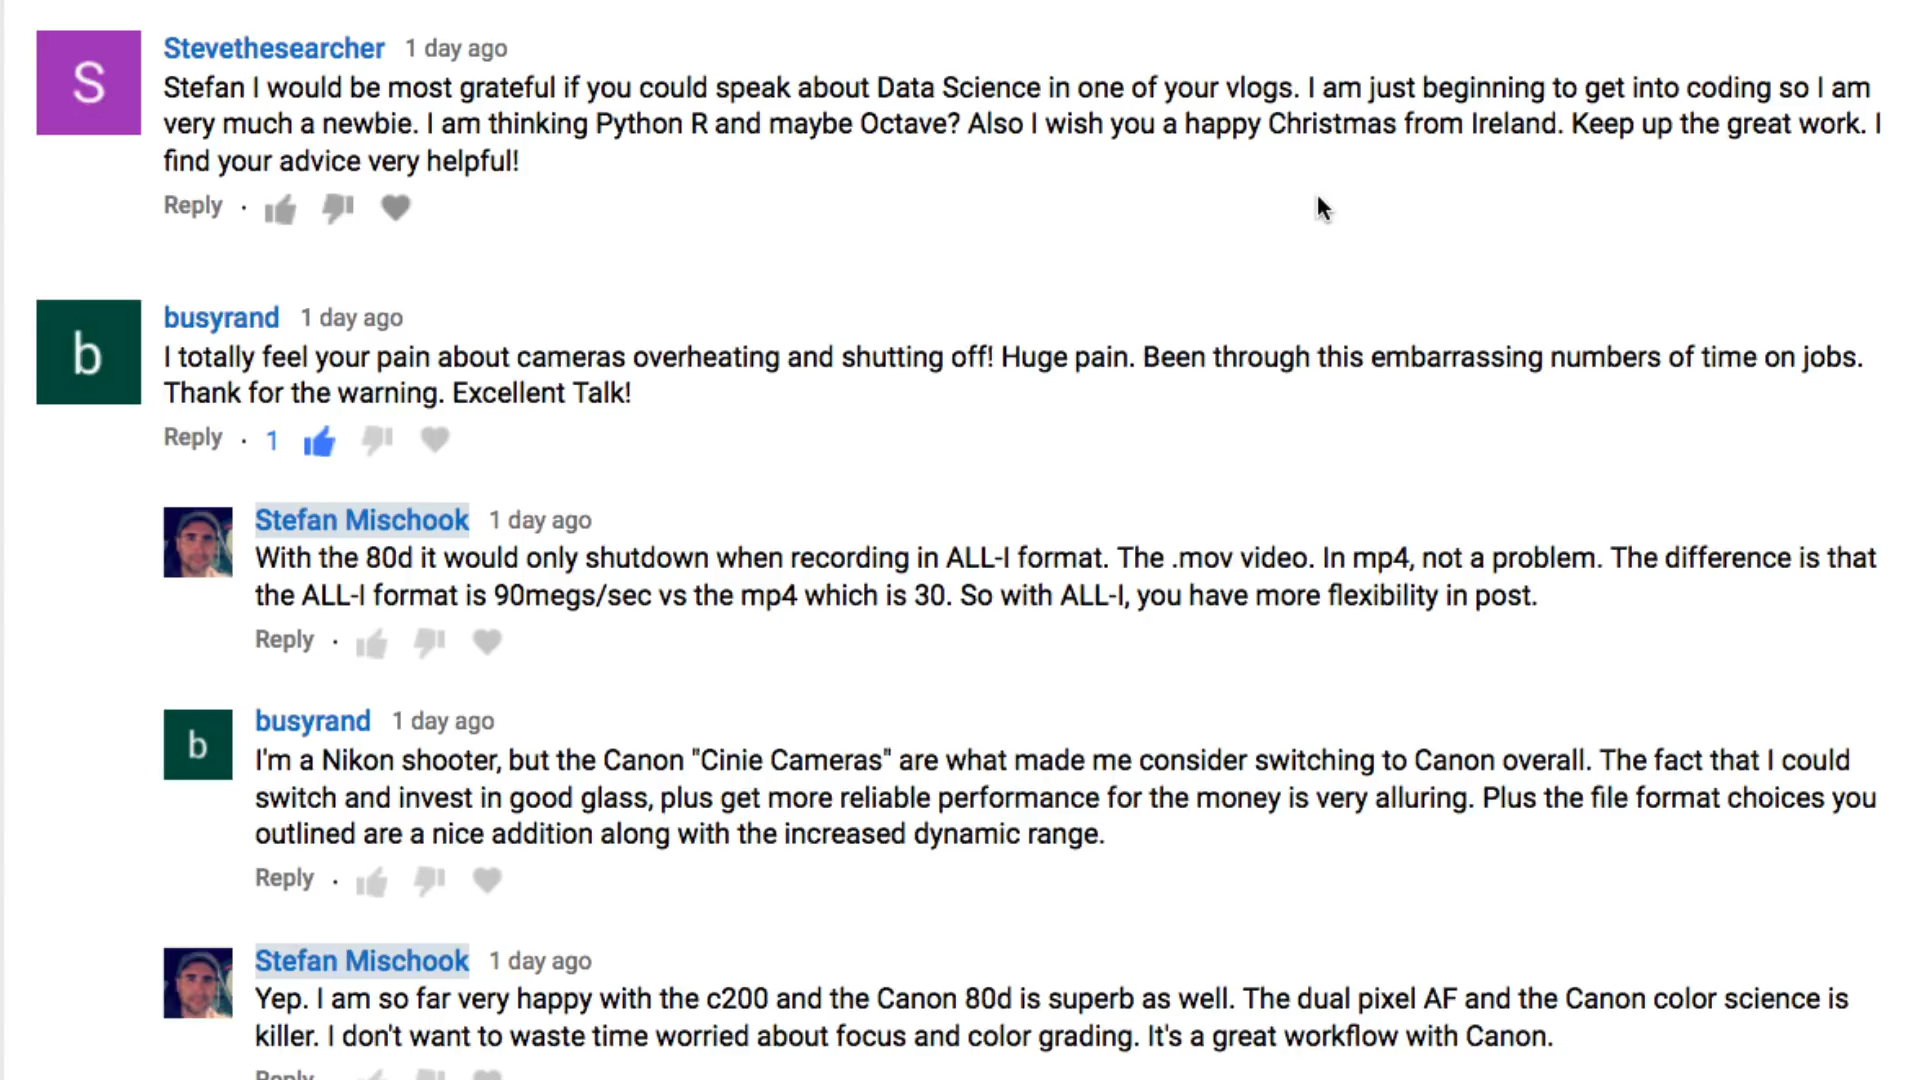 S
Stevethesearcher 1 day ago
Stefan I would be most grateful if you could speak about Data Science in one of your vlogs. I am just beginning to get into coding so I am
very much a newbie. I am thinking Python R and maybe Octave? Also I wish you a happy Christmas from Ireland. Keep up the great work. I
find your advice very helpful!
Reply ·
b
busyrand 1 day ago
I totally feel your pain about cameras overheating and shutting off! Huge pain. Been through this embarrassing numbers of time on jobs.
Thank for the warning. Excellent Talk!
Reply · 1
Stefan Mischook 1 day ago
With the 80d it would only shutdown when recording in ALL-I format. The .mov video. In mp4, not a problem. The difference is that
the ALL-I format is 90megs/sec vs the mp4 which is 30. So with ALL-I, you have more flexibility in post.
Reply ·
b
busyrand 1 day ago
I'm a Nikon shooter, but the Canon "Cinie Cameras" are what made me consider switching to Canon overall. The fact that I could
switch and invest in good glass, plus get more reliable performance for the money is very alluring. Plus the file format choices you
outlined are a nice addition along with the increased dynamic range.
Reply ·
Stefan Mischook 1 day ago
Yep. I am so far very happy with the c200 and the Canon 80d is superb as well. The dual pixel AF and the Canon color science is
killer. I don't want to waste time worried about focus and color grading. It's a great workflow with Canon.
Reply